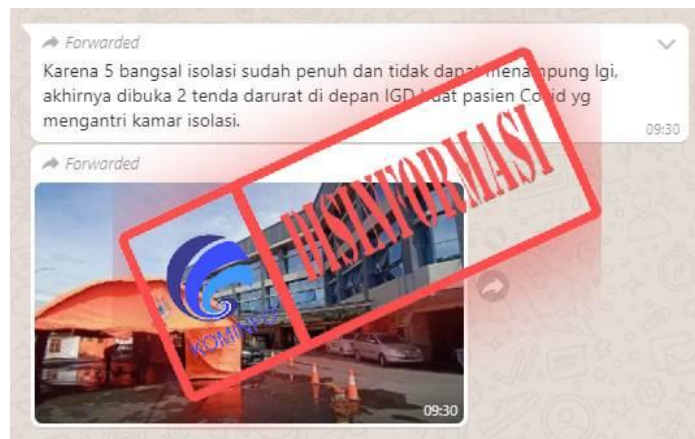 Forwarded
Karena 5 bangsal isolasi sudah penuh dan tidak dapat menampung lgi,
akhirnya dibuka 2 tenda darurat di depan IGD buat pasien Covid yg
mengantri kamar isolasi.
09:30
Forwarded
DISINFORMASI
KOMINFO
09:30